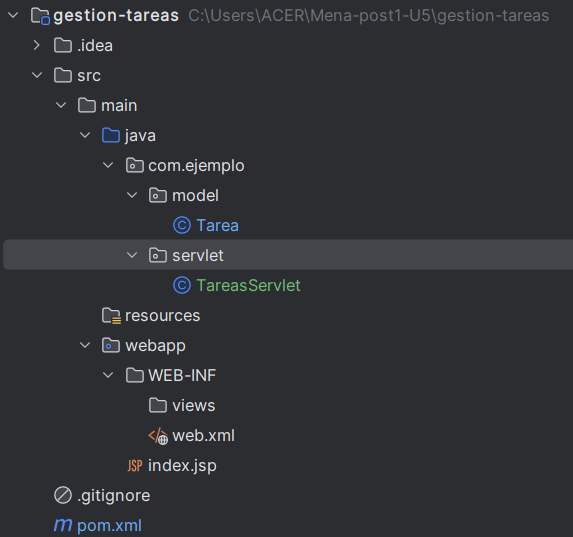 gestion-tareas C:\Users\ACER\Mena-post1-U5\gestion-tareas
.idea
src
main
java
com.ejemplo
model
C Tarea
servlet
C TareasServlet
resources
webapp
WEB-INF
views
web.xml
JSP index.jsp
.gitignore
m pom.xml